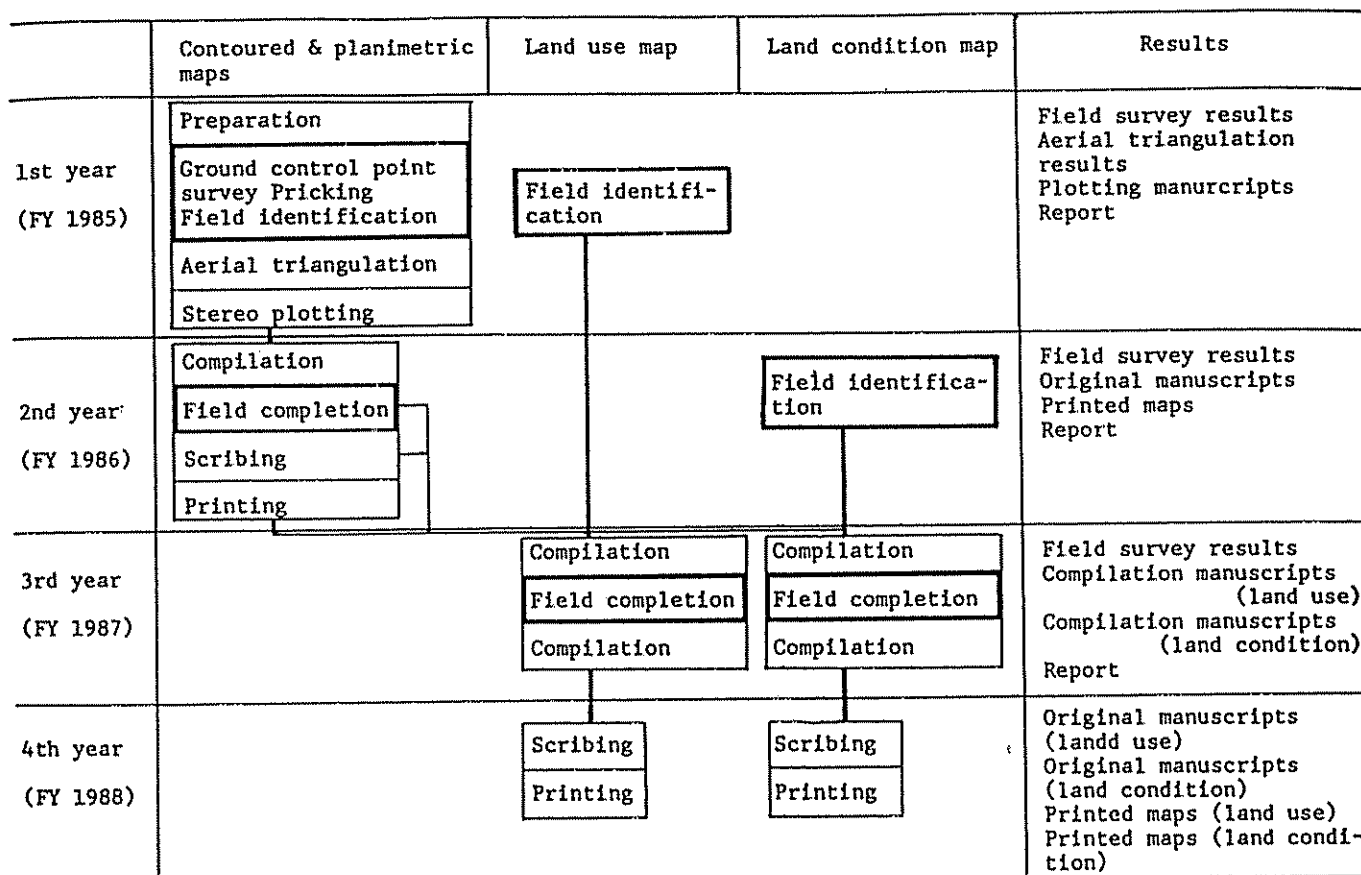 Contoured & planimetric
maps
Land use map
Land condition map
Results
1st year
(FY 1985)
Preparation
Ground control point
survey Pricking
Field identification
Aerial triangulation
Stereo plotting
Field identifi-
cation
Field survey results
Aerial triangulation
results
Plotting manurcripts
Report
2nd year
(FY 1986)
Compilation
Field completion
Scribing
Printing
Field identifica-
tion
Field survey results
Original manuscripts
Printed maps
Report
3rd year
(FY 1987)
Compilation
Field completion
Compilation
Compilation
Field completion
Compilation
Field survey results
Compilation manuscripts
(land use)
Compilation manuscripts
(land condition)
Report
4th year
(FY 1988)
Scribing
Printing
Scribing
Printing
Original manuscripts
(landd use)
Original manuscripts
(land condition)
Printed maps (land use)
Printed maps (land condi-
tion)